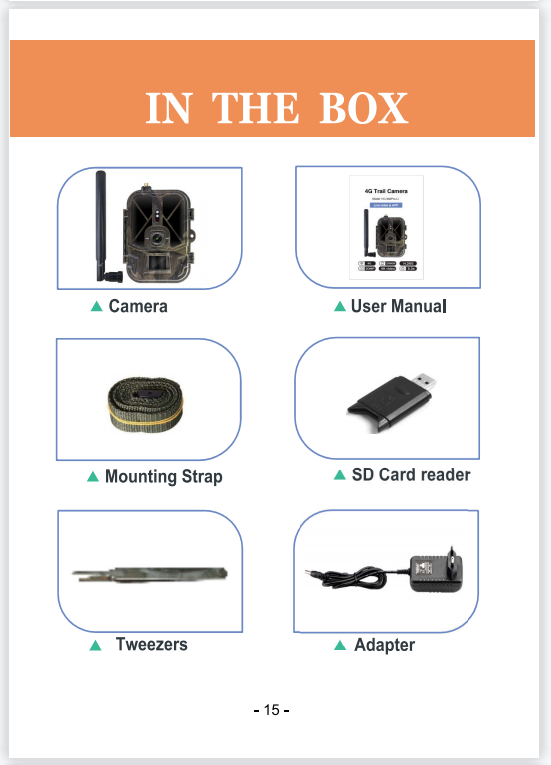 IN THE BOX
4G Trail Camera
▲ Camera
▲ User Manual
▲ Mounting Strap
▲ SD Card reader
▲ Tweezers
▲ Adapter
- 15 -